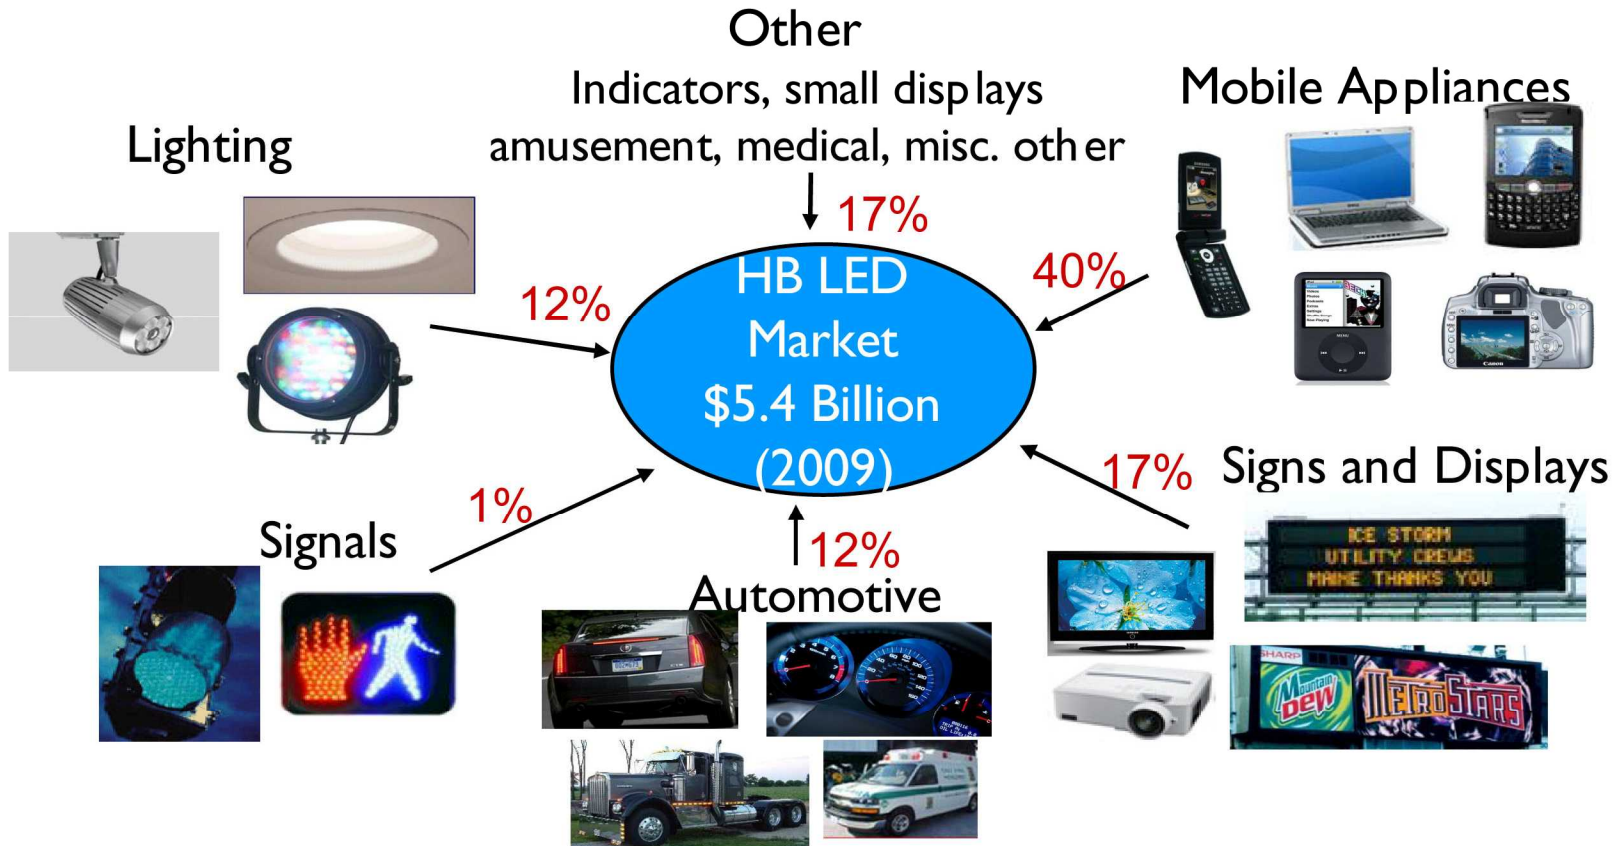 Other
Indicators, small displays
amusement, medical, misc. other
17%
Mobile Appliances
40%
Lighting
12%
HB LED
Market
$5.4 Billion
(2009)
17%
Signs and Displays
ICE STORM
UTILITY CREWS
MAINE THANKS YOU
SHARP
Mountain
Dew
METROSTARS
1%
Signals
12%
Automotive
MENU
Canon